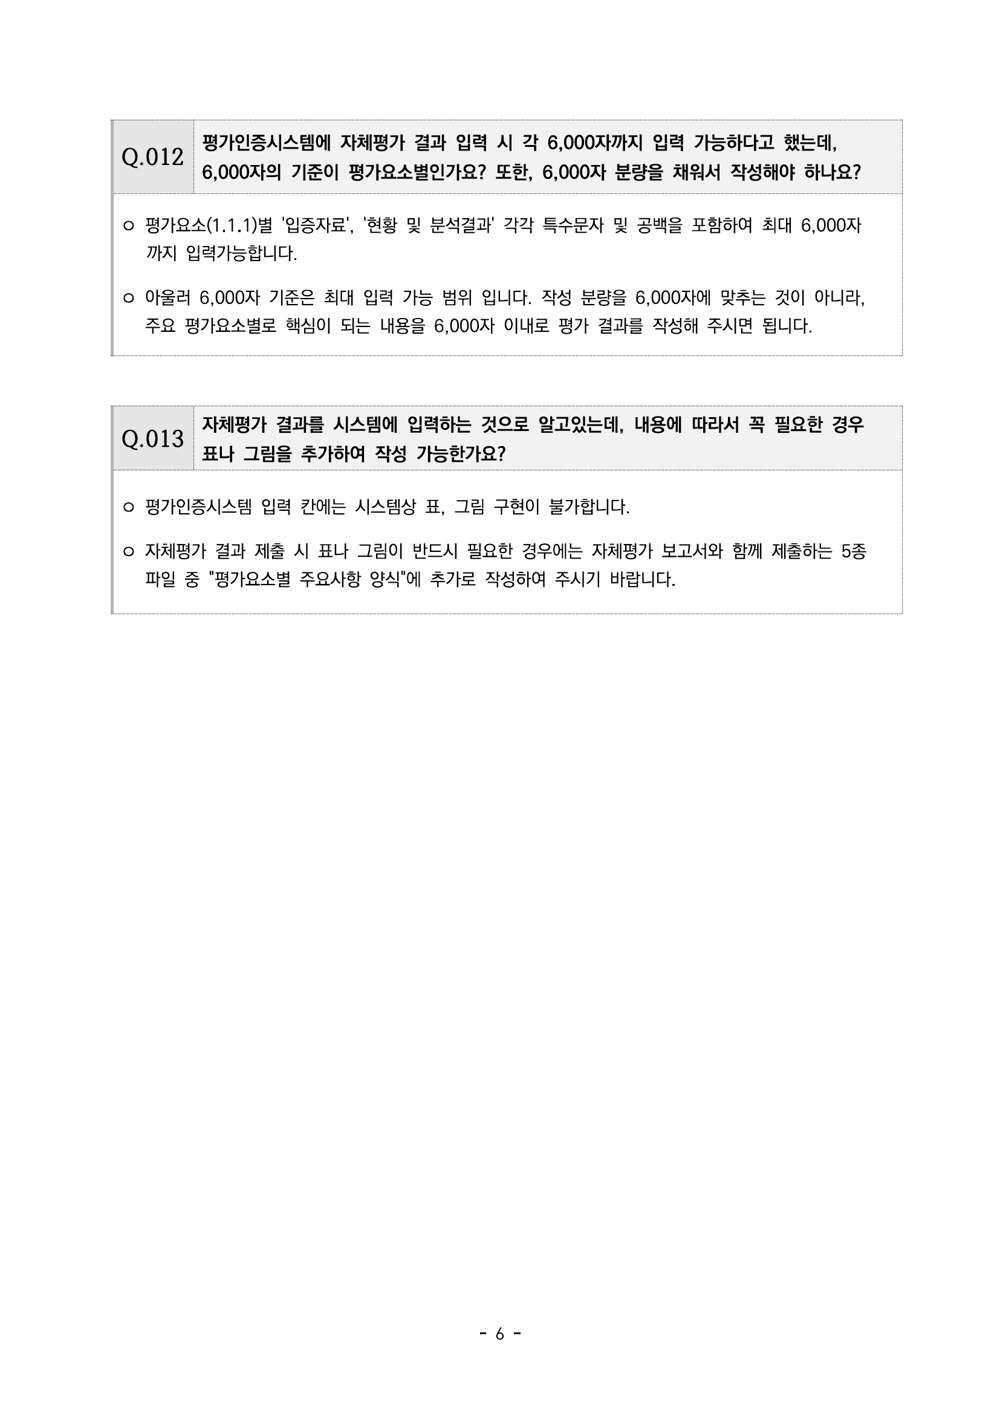 Q.012
평가인증시스템에 자체평가 결과 입력 시 각 6,000자까지 입력 가능하다고 했는데,
6,000자의 기준이 평가요소별인가요? 또한, 6,000자 분량을 채워서 작성해야 하나요?
ㅇ 평가요소(1.1.1)별 '입증자료', '현황 및 분석결과' 각각 특수문자 및 공백을 포함하여 최대 6,000자
까지 입력가능합니다.
ㅇ 아울러 6,000자 기준은 최대 입력 가능 범위 입니다. 작성 분량을 6,000자에 맞추는 것이 아니라,
주요 평가요소별로 핵심이 되는 내용을 6,000자 이내로 평가 결과를 작성해 주시면 됩니다.
Q.013
자체평가 결과를 시스템에 입력하는 것으로 알고있는데, 내용에 따라서 꼭 필요한 경우
표나 그림을 추가하여 작성 가능한가요?
ㅇ 평가인증시스템 입력 칸에는 시스템상 표, 그림 구현이 불가합니다.
ㅇ 자체평가 결과 제출 시 표나 그림이 반드시 필요한 경우에는 자체평가 보고서와 함께 제출하는 5종
파일 중 "평가요소별 주요사항 양식"에 추가로 작성하여 주시기 바랍니다.
- 6 -